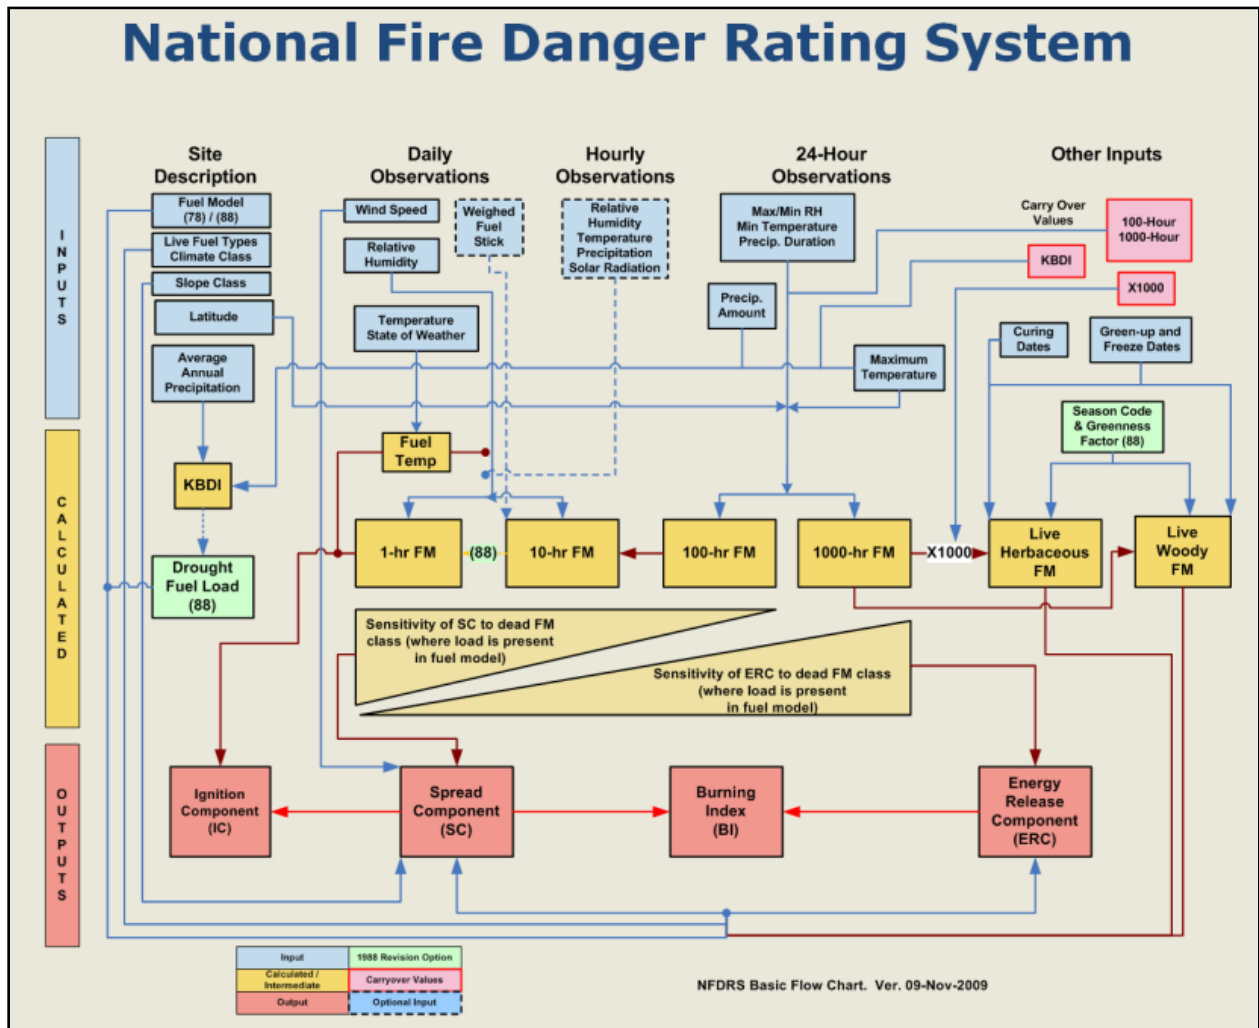 National Fire Danger Rating System
INPUTS
Site
Description
Daily
Observations
Hourly
Observations
24-Hour
Observations
Other Inputs
Fuel Model
(78) / (88)
Live Fuel Types
Climate Class
Slope Class
Latitude
Average
Annual
Precipitation
Wind Speed
Relative
Humidity
Temperature
State of Weather
Weighed
Fuel
Stick
Relative
Humidity
Temperature
Precipitation
Solar Radiation
Max/Min RH
Min Temperature
Precip. Duration
Precip.
Amount
Maximum
Temperature
Carry Over
Values
100-Hour
1000-Hour
KBDI
X1000
Curing
Dates
Green-up and
Freeze Dates
Season Code
& Greenness
Factor (88)
CALCULATED
KBDI
Drought
Fuel Load
(88)
Fuel
Temp
1-hr FM
(88)
10-hr FM
100-hr FM
1000-hr FM
X1000
Live
Herbaceous
FM
Live
Woody
FM
Sensitivity of SC to dead FM
class (where load is present
in fuel model)
Sensitivity of ERC to dead FM class
(where load is present
in fuel model)
OUTPUTS
Ignition
Component
(IC)
Spread
Component
(SC)
Burning
Index
(BI)
Energy
Release
Component
(ERC)
Input
1988 Revision Option
Calculated /
Intermediate
Carryover Values
Output
Optional Input
NFDRS Basic Flow Chart. Ver. 09-Nov-2009